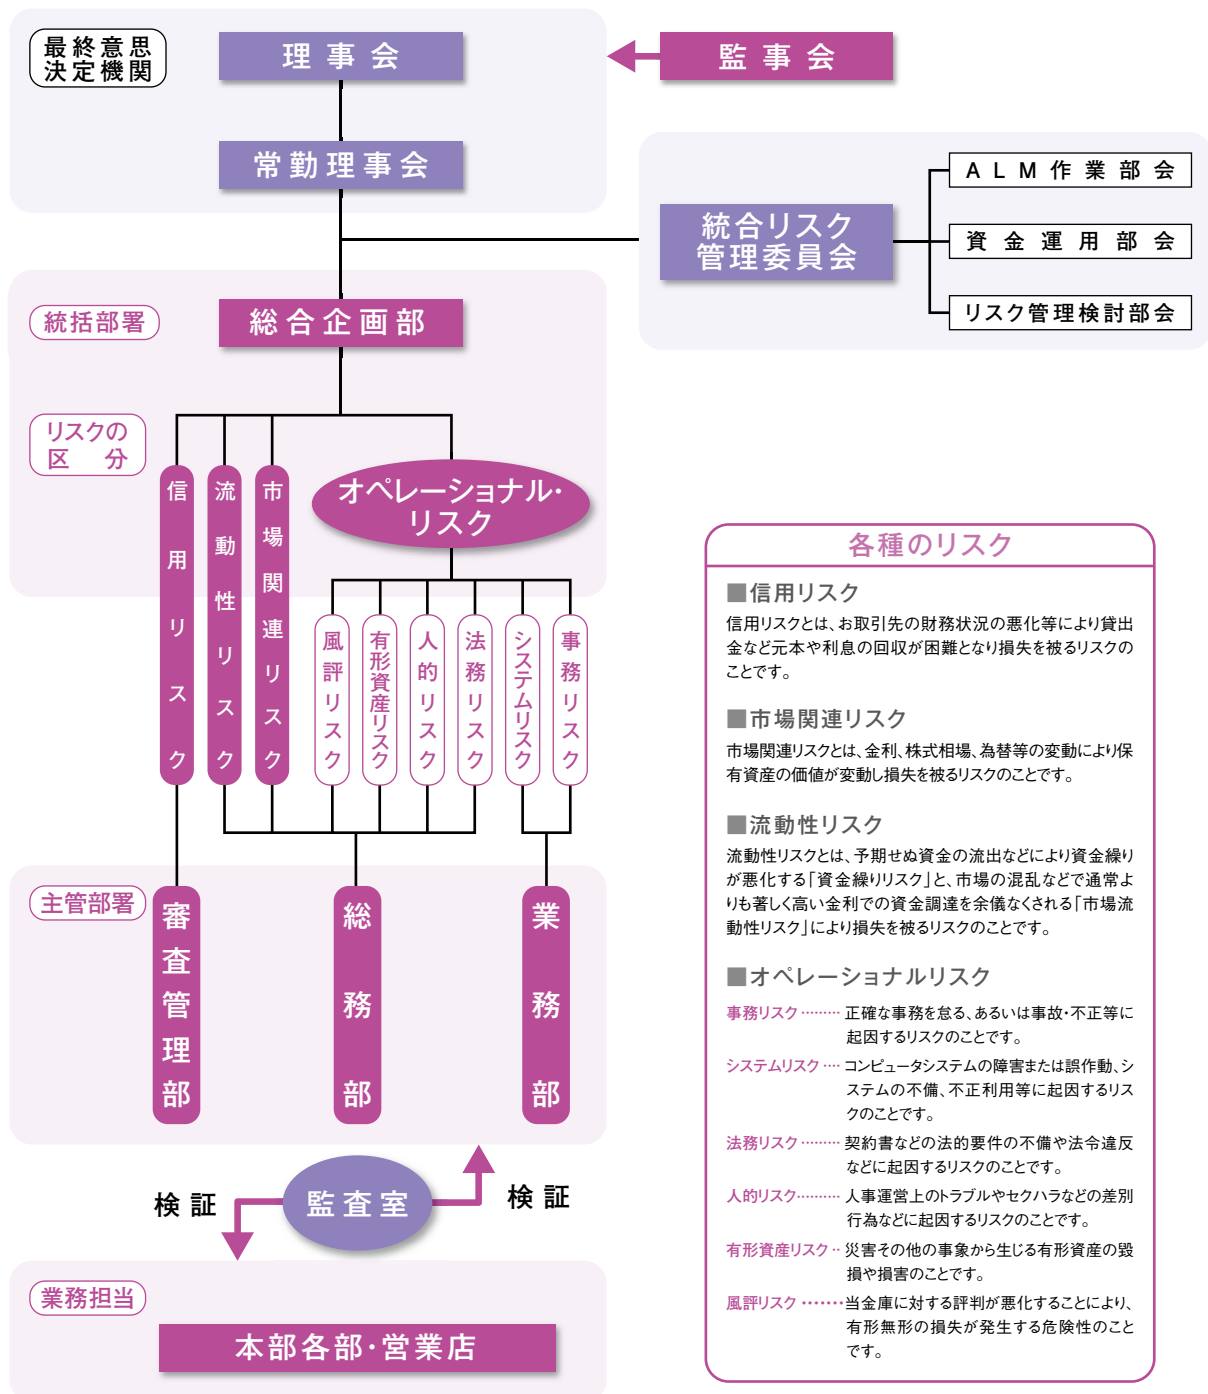 最終意思
決定機関
理事会
監事会
常勤理事会
統合リスク
管理委員会
ALM作業部会
資金運用部会
リスク管理検討部会
統括部署
総合企画部
リスクの
区分
信用リスク
流動性リスク
市場関連リスク
オペレーショナル・
リスク
風評リスク
有形資産リスク
人的リスク
法務リスク
システムリスク
事務リスク
主管部署
審査管理部
総務部
業務部
検証
監査室
検証
業務担当
本部各部・営業店
各種のリスク
■信用リスク
信用リスクとは、お取引先の財務状況の悪化等により貸出
金など元本や利息の回収が困難となり損失を被るリスクの
ことです。
■市場関連リスク
市場関連リスクとは、金利、株式相場、為替等の変動により保
有資産の価値が変動し損失を被るリスクのことです。
■流動性リスク
流動性リスクとは、予期せぬ資金の流出などにより資金繰り
が悪化する「資金繰りリスク」と、市場の混乱などで通常よ
りも著しく高い金利での資金調達を余儀なくされる「市場流
動性リスク」により損失を被るリスクのことです。
■オペレーショナルリスク
事務リスク………正確な事務を怠る、あるいは事故・不正等に
起因するリスクのことです。
システムリスク‥‥コンピュータシステムの障害または誤作動、シ
ステムの不備、不正利用等に起因するリス
クのことです。
法務リスク………契約書などの法的要件の不備や法令違反
などに起因するリスクのことです。
人的リスク………人事運営上のトラブルやセクハラなどの差別
行為などに起因するリスクのことです。
有形資産リスク‥災害その他の事象から生じる有形資産の毀
損や損害のことです。
風評リスク・・・・・・・当金庫に対する評判が悪化することにより、
有形無形の損失が発生する危険性のこと
です。